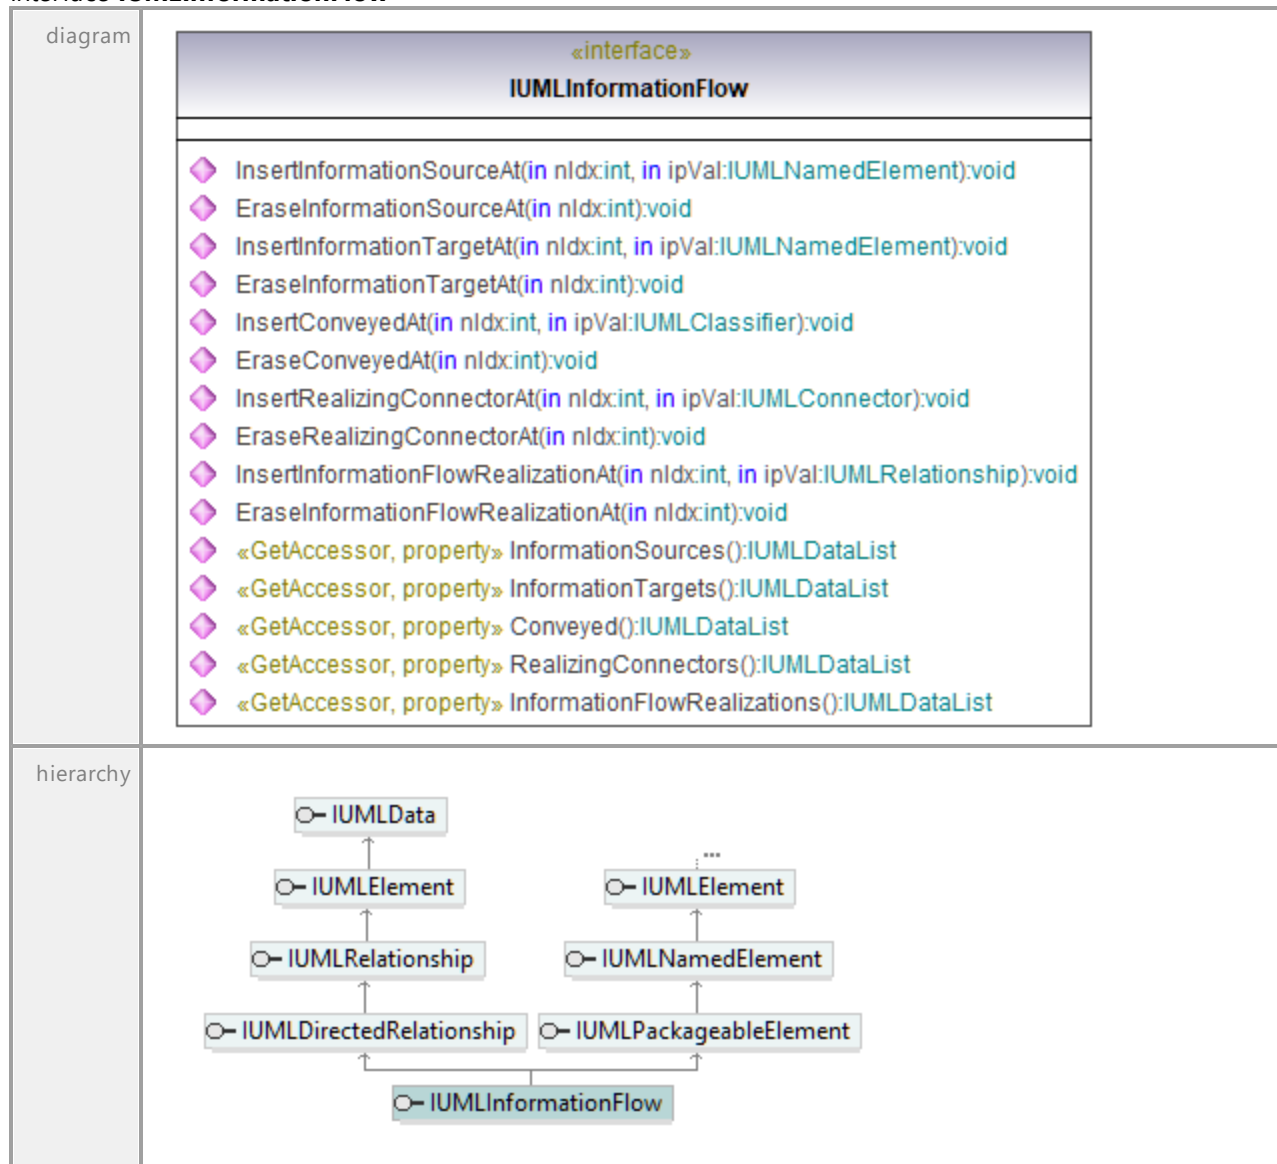 interface IUMLInformationFlow
diagram
«interface»
IUMLInformationFlow
InsertInformationSourceAt(in nIdx:int, in ipVal:IUMLNamedElement):void
EraseInformationSourceAt(in nIdx:int):void
InsertInformationTargetAt(in nIdx:int, in ipVal:IUMLNamedElement):void
EraseInformationTargetAt(in nIdx:int):void
InsertConveyedAt(in nIdx:int, in ipVal:IUMLClassifier):void
EraseConveyedAt(in nIdx:int):void
InsertRealizingConnectorAt(in nIdx:int, in ipVal:IUMLConnector):void
EraseRealizingConnectorAt(in nIdx:int):void
InsertInformationFlowRealizationAt(in nIdx:int, in ipVal:IUMLRelationship):void
EraseInformationFlowRealizationAt(in nIdx:int):void
«GetAccessor, property» InformationSources():IUMLDataList
«GetAccessor, property» InformationTargets():IUMLDataList
«GetAccessor, property» Conveyed():IUMLDataList
«GetAccessor, property» RealizingConnectors():IUMLDataList
«GetAccessor, property» InformationFlowRealizations():IUMLDataList
hierarchy
IUMLData
...
IUMLElement
IUMLElement
IUMLRelationship
IUMLNamedElement
IUMLDirectedRelationship
IUMLPackageableElement
IUMLInformationFlow